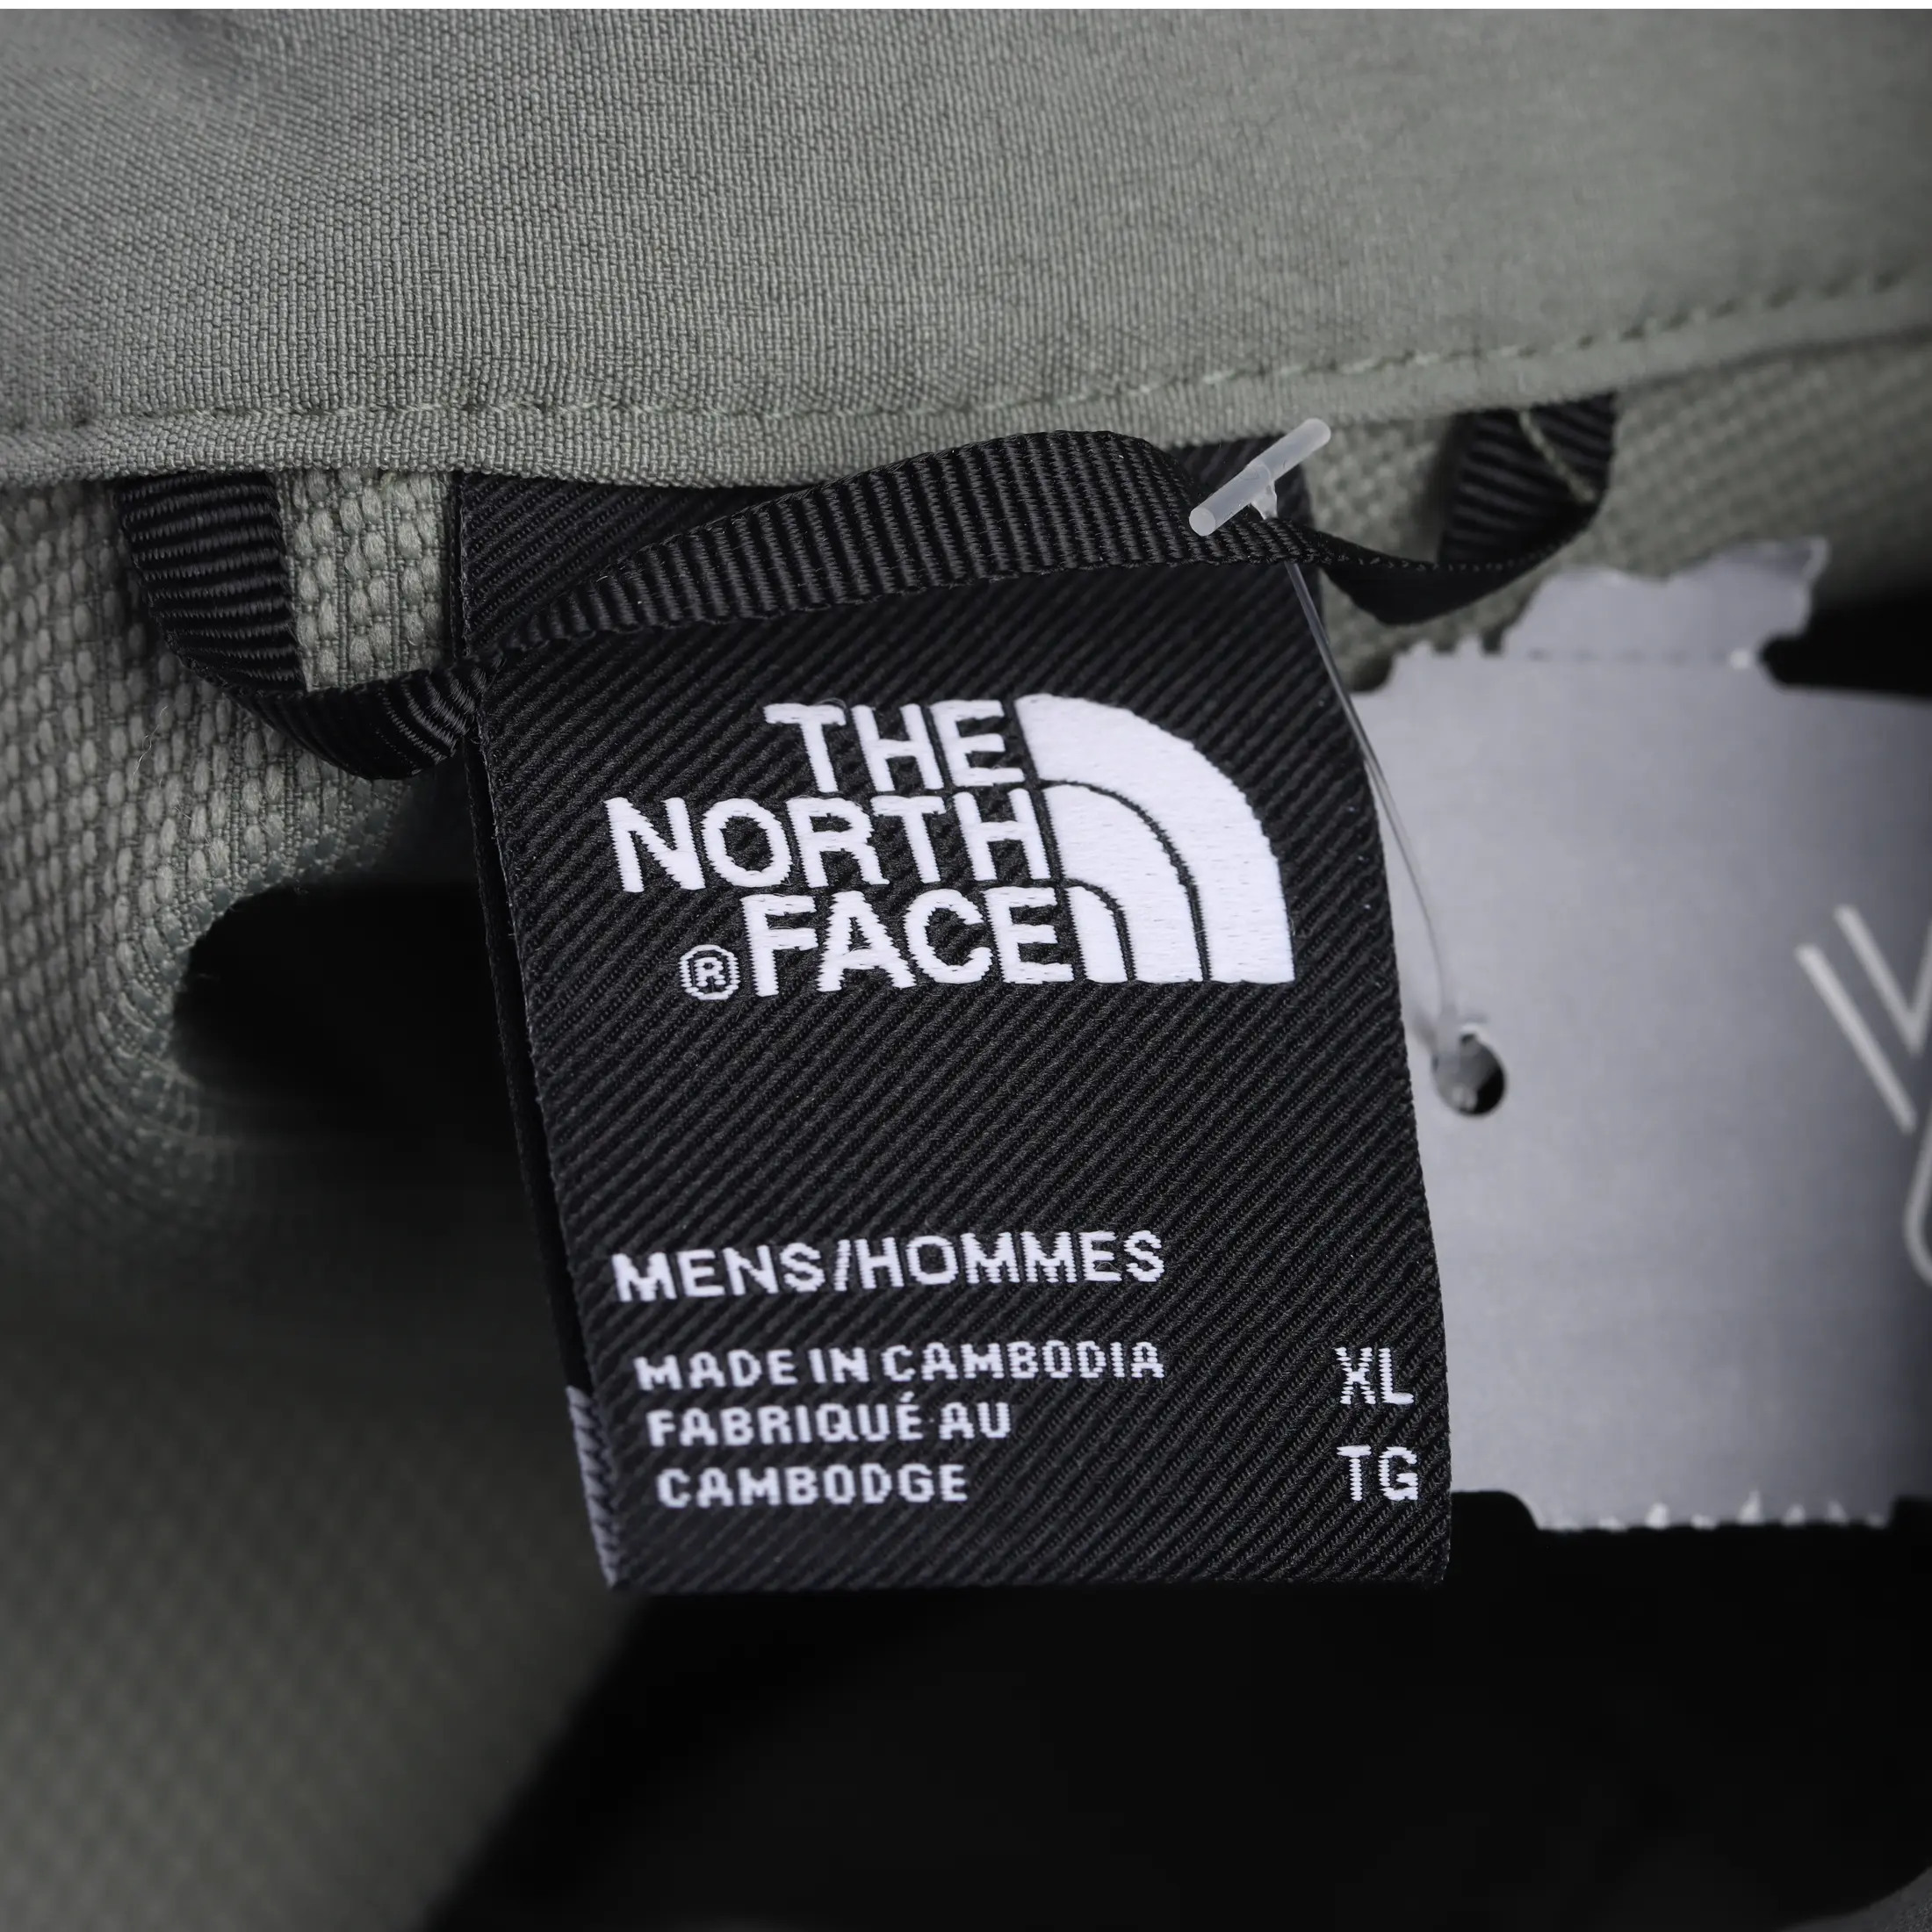 THE
NORTH
®FACE
MENS/HOMMES
MADE IN CAMBODIA XL
FABRIQUÉ AU
CAMBODGE TG